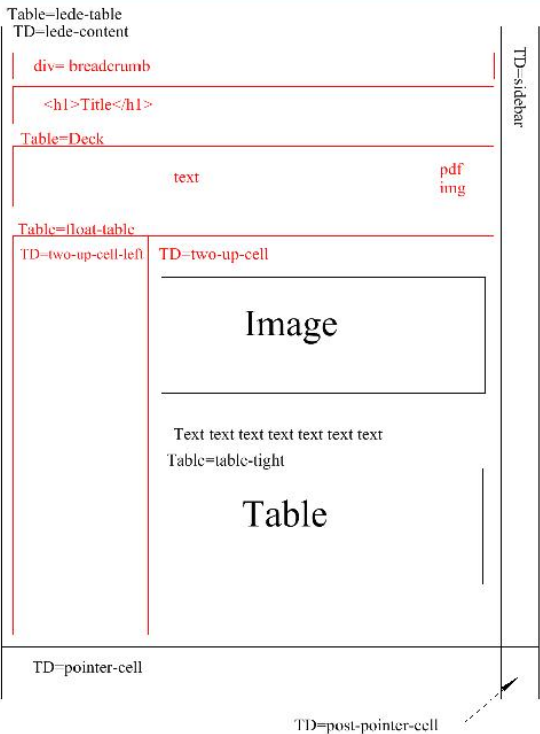 Table=lede-table
TD=lede-content
TD=sidebar
div= breadcrumb
<h1>Title</h1>
Table=Deck
text
pdf
img
Table=float-table
TD=two-up-cell-left
TD=two-up-cell
Image
Text text text text text text text
Table=table-tight
Table
TD=pointer-cell
TD=post-pointer-cell